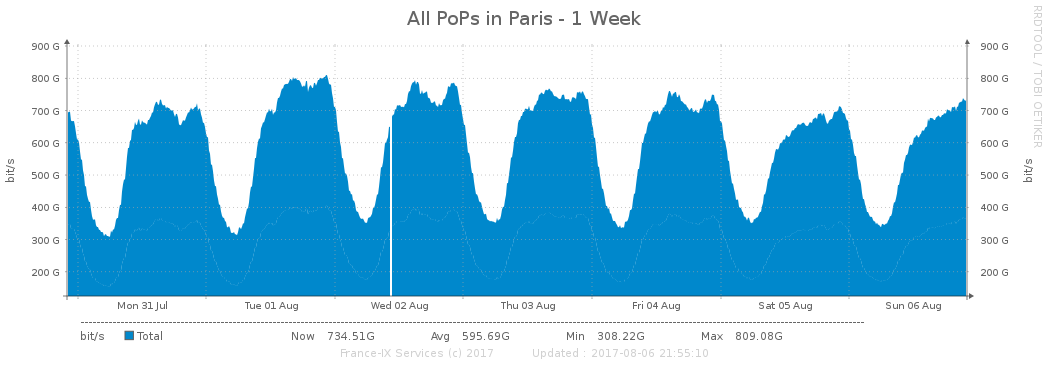 All PoPs in Paris - 1 Week
RRDTOOL / TOBI OETIKER
900 G 900 G
800 G 800 G
700 G 700 G
600 G 600 G
500 G 500 G
400 G 400 G
300 G 300 G
200 G 200 G
bit/s bit/s
Mon 31 Jul Tue 01 Aug Wed 02 Aug Thu 03 Aug Fri 04 Aug Sat 05 Aug Sun 06 Aug
bit/s Total Now 734.51G Avg 595.69G Min 308.22G Max 809.08G
France-IX Services (c) 2017 Updated : 2017-08-06 21:55:10